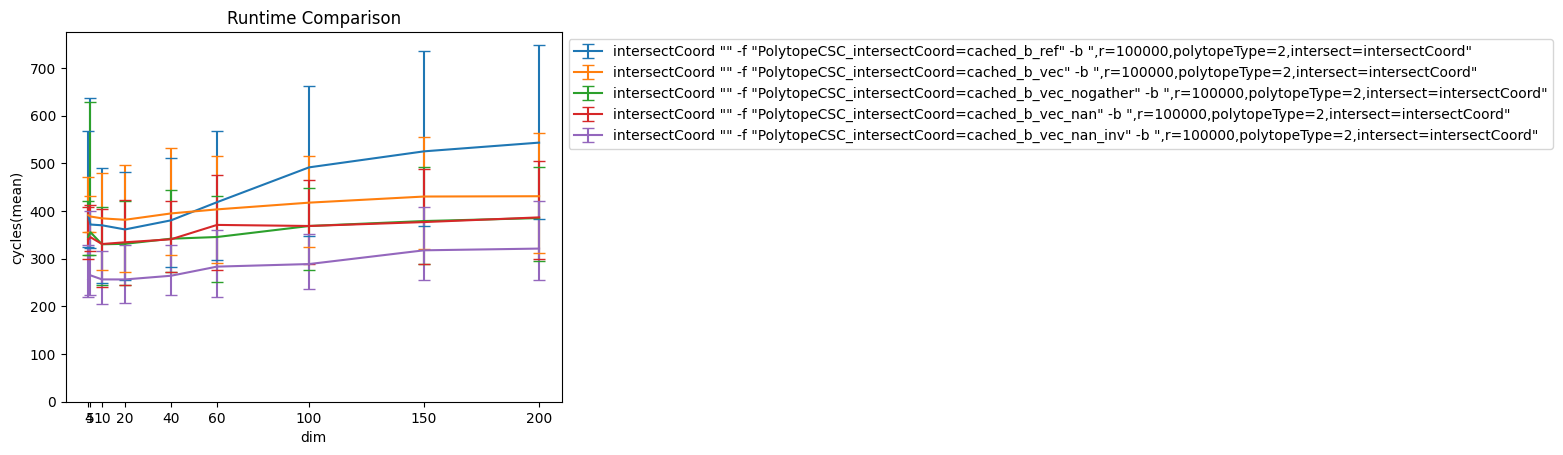 Runtime Comparison
cycles(mean)
700
600
500
400
300
200
100
0
4 5 10 20 40 60 100 150 200
dim
intersectCoord "" -f "PolytopeCSC_intersectCoord=cached_b_ref" -b ",r=100000,polytopeType=2,intersect=intersectCoord"
intersectCoord "" -f "PolytopeCSC_intersectCoord=cached_b_vec" -b ",r=100000,polytopeType=2,intersect=intersectCoord"
intersectCoord "" -f "PolytopeCSC_intersectCoord=cached_b_vec_nogather" -b ",r=100000,polytopeType=2,intersect=intersectCoord"
intersectCoord "" -f "PolytopeCSC_intersectCoord=cached_b_vec_nan" -b ",r=100000,polytopeType=2,intersect=intersectCoord"
intersectCoord "" -f "PolytopeCSC_intersectCoord=cached_b_vec_nan_inv" -b ",r=100000,polytopeType=2,intersect=intersectCoord"